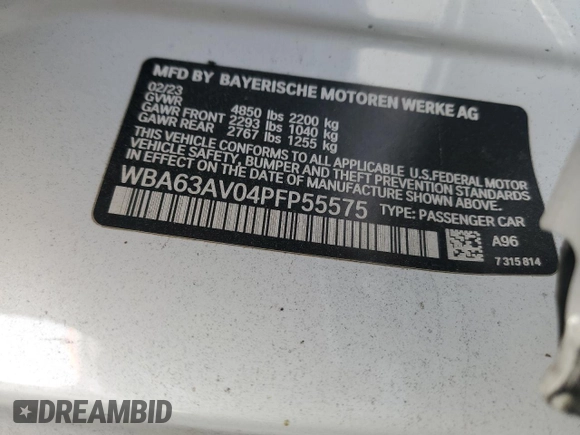 MFD BY BAYERISCHE MOTOREN WERKE AG
02/23
GVWR 4850 lbs 2200 kg
GAWR FRONT 2293 lbs 1040 kg
GAWR REAR 2767 lbs 1255 kg
THIS VEHICLE CONFORMS TO ALL APPLICABLE U.S.FEDERAL MOTOR
VEHICLE SAFETY, BUMPER AND THEFT PREVENTION STANDARDS
IN EFFECT ON THE DATE OF MANUFACTURE SHOWN ABOVE.
WBA63AV04PFP55575 TYPE: PASSENGER CAR
A96
7 315 814
DREAMBID